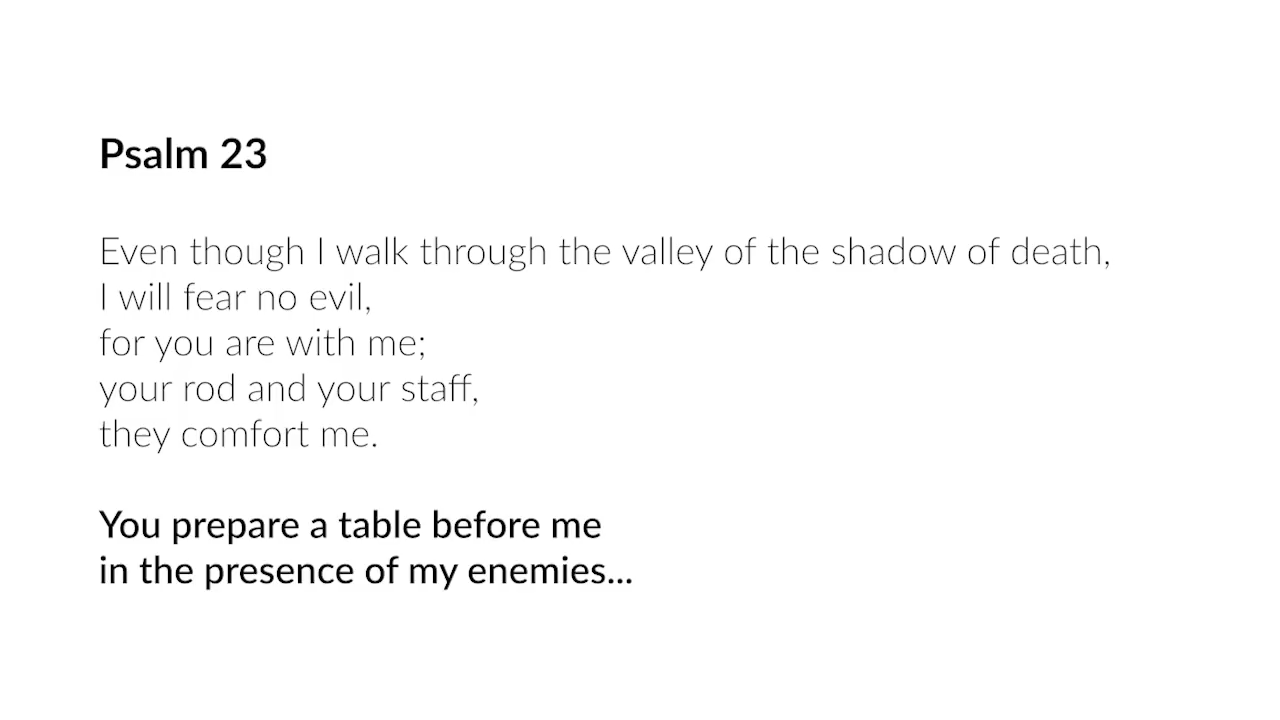 Psalm 23
Even though I walk through the valley of the shadow of death,
I will fear no evil,
for you are with me;
your rod and your staff,
they comfort me.
You prepare a table before me
in the presence of my enemies...